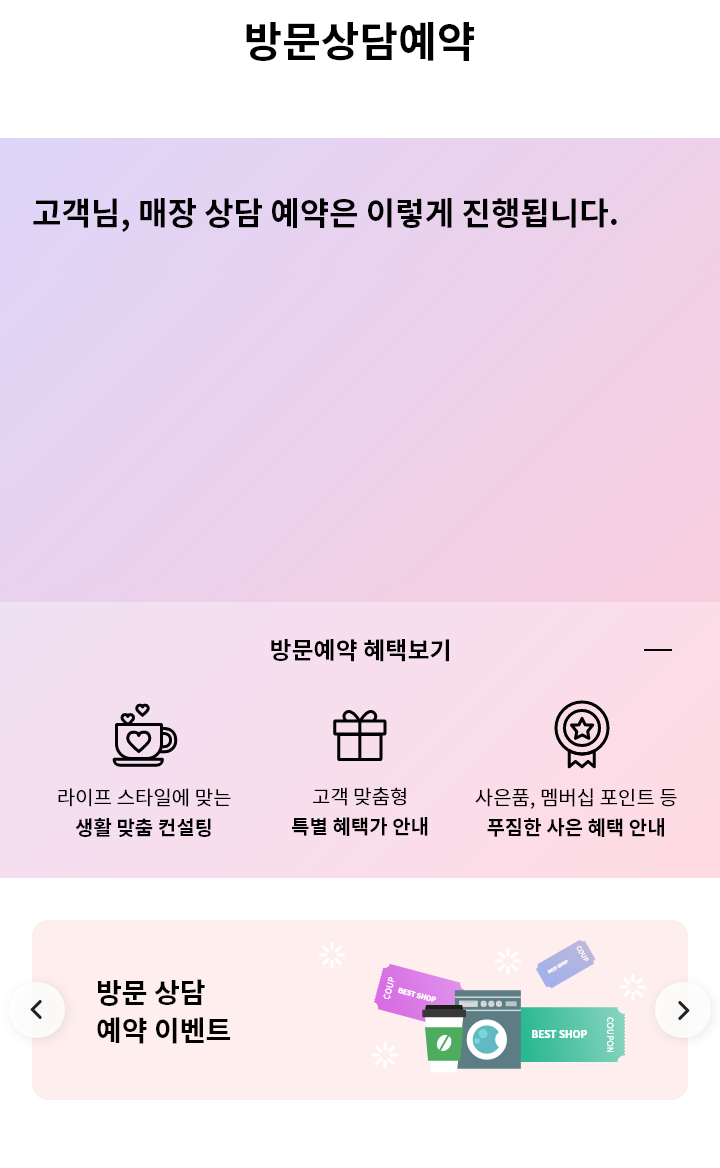 방문상담예약
고객님, 매장 상담 예약은 이렇게 진행됩니다.
방문예약 혜택보기
라이프 스타일에 맞는
생활 맞춤 컨설팅
고객 맞춤형
특별 혜택가 안내
사은품, 멤버십 포인트 등
푸짐한 사은 혜택 안내
방문 상담
예약 이벤트
COUP
BEST SHOP
BEST SHOP
COUP
BEST SHOP
COUPON